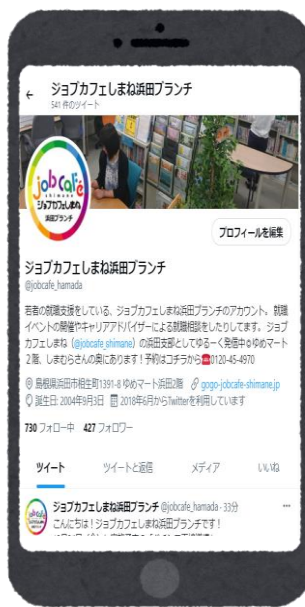 ジョブカフェしまね浜田ブランチ
541 件のツイート
job café
shimane
ジョブカフェしまね
浜田ブランチ
プロフィールを編集
ジョブカフェしまね浜田ブランチ
@jobcafe_hamada
若者の就職支援をしている、ジョブカフェしまね浜田ブランチのアカウント。就職
イベントの開催やキャリアアドバイザーによる就職相談をしたりしてます。ジョブ
カフェしまね（@jobcafe_shimane）の浜田支部としてゆるーく発信中✿ゆめマート
2階、しまむらさんの奥にあります！予約はコチラから☎0120-45-4970
島根県浜田市相生町1391-8 ゆめマート浜田2階 gogo-jobcafe-shimane.jp
誕生日: 2004年9月3日 2018年6月からTwitterを利用しています
730 フォロー中 427 フォロワー
ツイート ツイートと返信 メディア いいね
ジョブカフェしまね浜田ブランチ @jobcafe_hamada · 33分
こんにちは！ジョブカフェしまね浜田ブランチです！